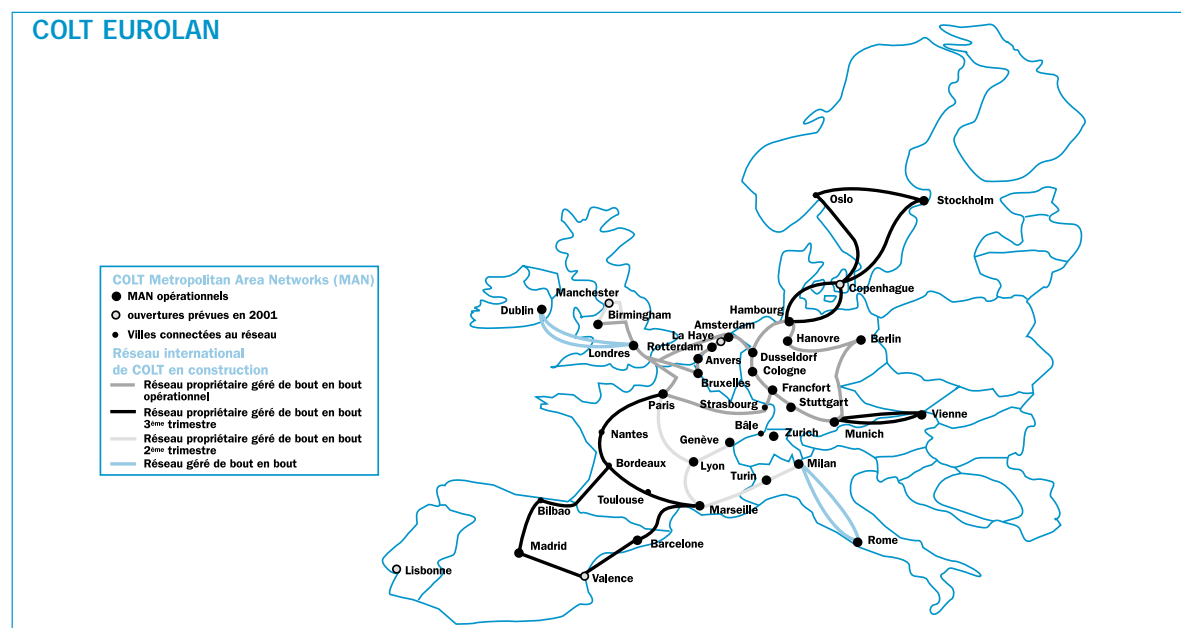 COLT EUROLAN
COLT Metropolitan Area Networks (MAN)
MAN opérationnels
ouvertures prévues en 2001
Villes connectées au réseau
Réseau international
de COLT en construction
Réseau propriétaire géré de bout en bout
opérationnel
Réseau propriétaire géré de bout en bout
3ème trimestre
Réseau propriétaire géré de bout en bout
2ème trimestre
Réseau géré de bout en bout
Oslo
Stockholm
Copenhague
Manchester
Dublin
Birmingham
Hambourg
Amsterdam
La Haye
Hanovre
Berlin
Londres
Rotterdam
Anvers
Dusseldorf
Cologne
Bruxelles
Francfort
Paris
Strasbourg
Stuttgart
Vienne
Nantes
Bâle
Zurich
Munich
Genève
Bordeaux
Lyon
Milan
Turin
Toulouse
Bilbao
Marseille
Madrid
Barcelone
Rome
Lisbonne
Valence